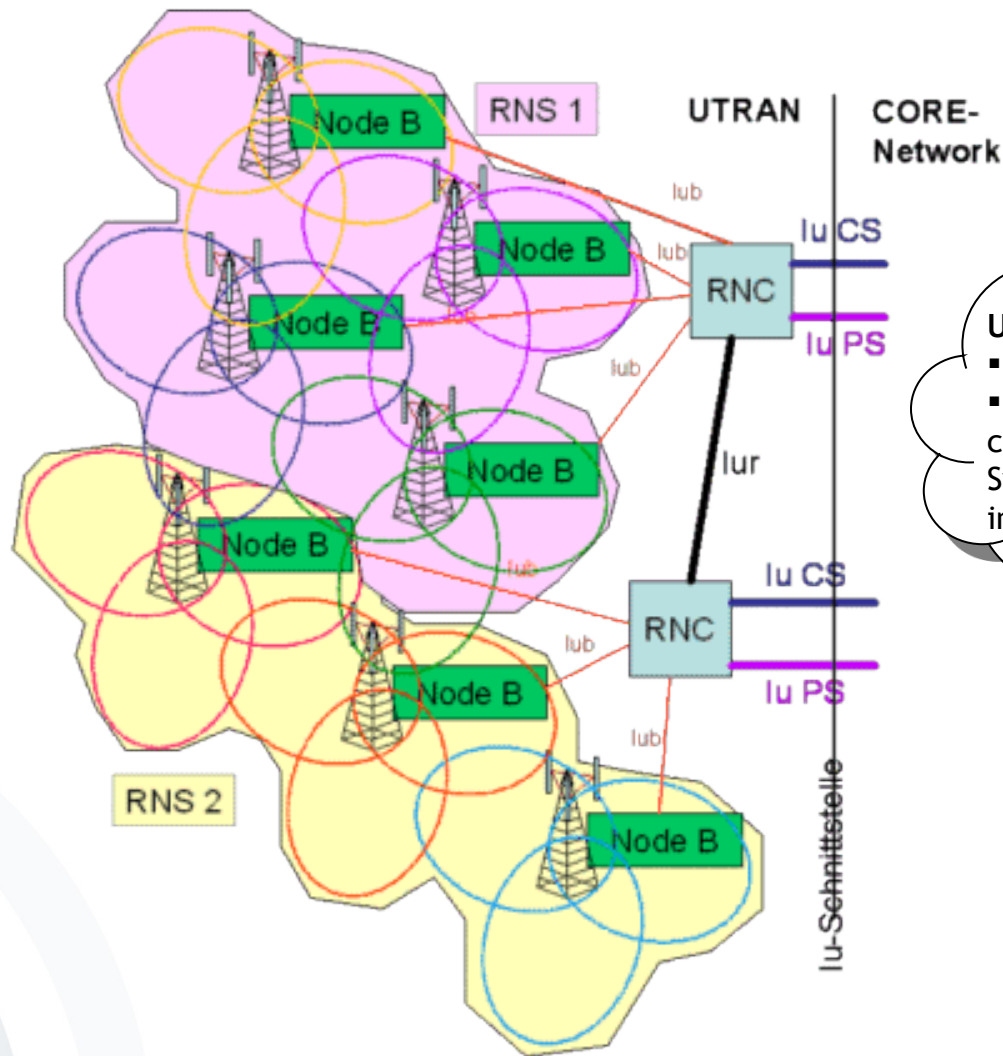 Node B
RNS 1
UTRAN
CORE-
Network
Iub
Iu CS
Node B
Iub
RNC
Node B
Iu PS
Iub
Node B
Iur
Node B
Iub
Iu CS
RNC
Iub
Node B
Iu PS
Iub
RNS 2
Node B
Iu-Schnittstelle